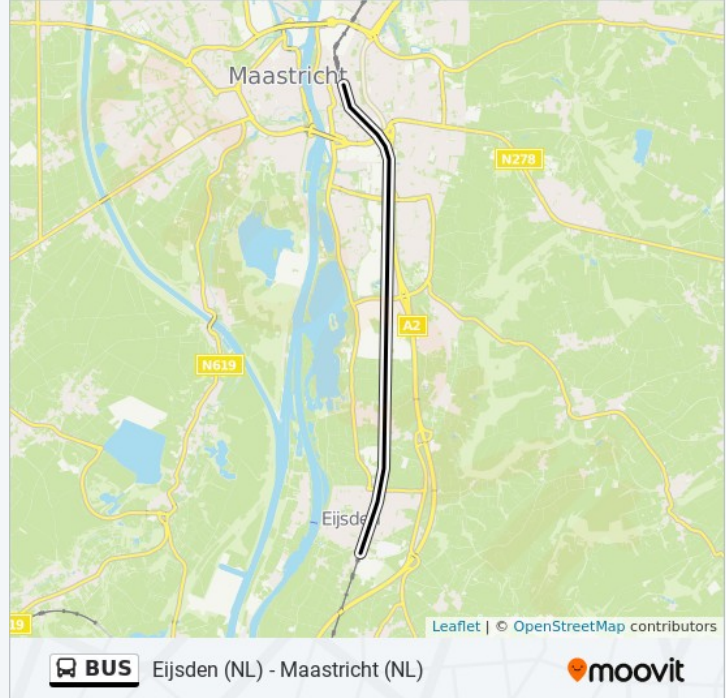 Maastricht
N278
A2
N619
Eijsden
19
Leaflet | © OpenStreetMap contributors
BUS Eijsden (NL) - Maastricht (NL) moovit